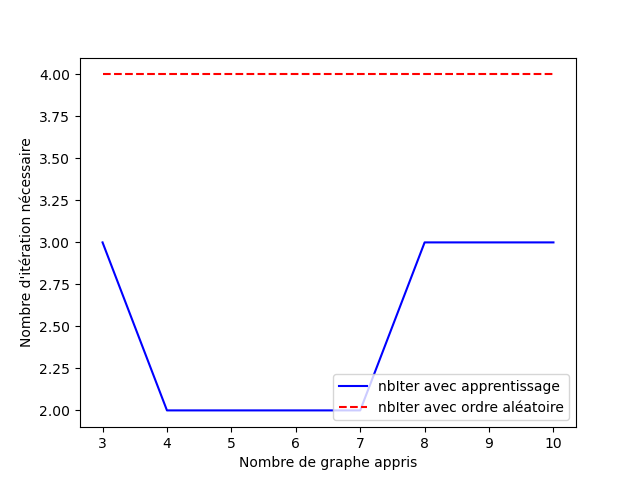 4.00
3.75
3.50
3.25
3.00
2.75
2.50
2.25
2.00
Nombre d'itération nécessaire
3 4 5 6 7 8 9 10
Nombre de graphe appris
nbIter avec apprentissage
nbIter avec ordre aléatoire